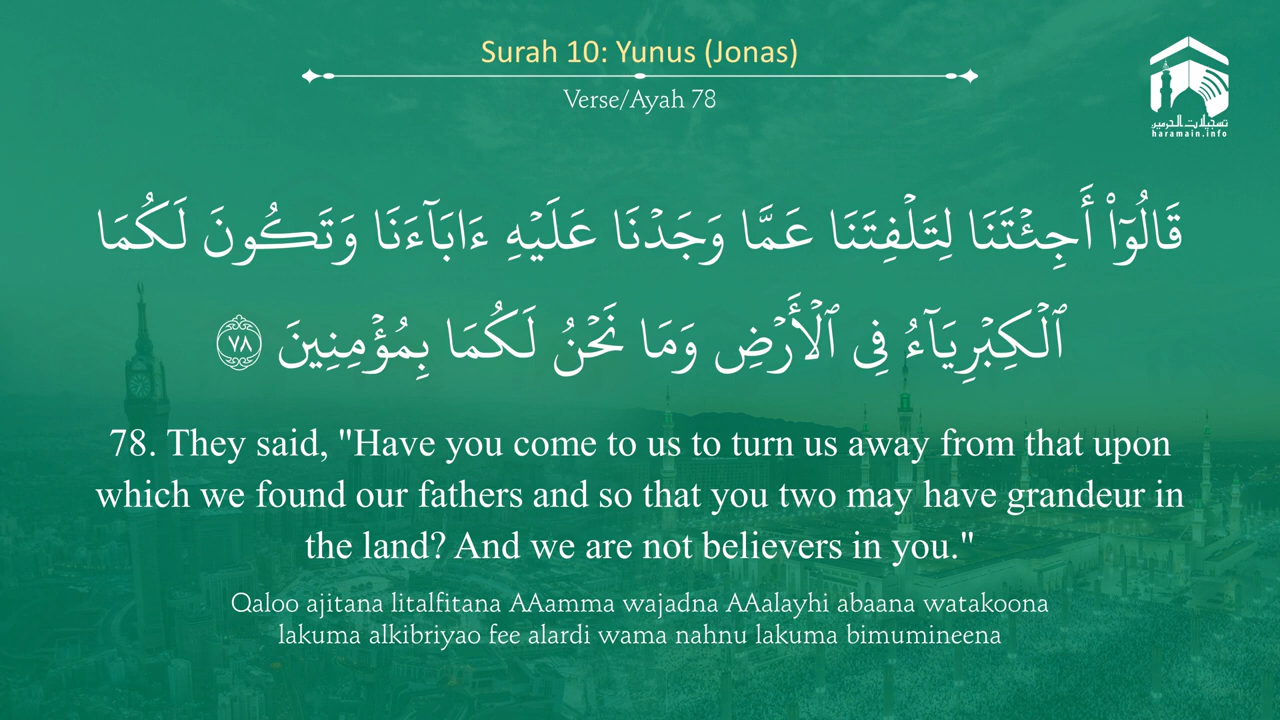 Surah 10: Yunus (Jonas)
Verse/Ayah 78
تسجيلات الحرمين
haramain.info
قَالُوٓا۟ أَجِئْتَنَا لِتَلْفِتَنَا عَمَّا وَجَدْنَا عَلَيْهِ ءَابَآءَنَا وَتَكُونَ لَكُمَا
ٱلْكِبْرِيَآءُ فِى ٱلْأَرْضِ وَمَا نَحْنُ لَكُمَا بِمُؤْمِنِينَ ٧٨
78. They said, "Have you come to us to turn us away from that upon
which we found our fathers and so that you two may have grandeur in
the land? And we are not believers in you."
Qaloo ajitana litalfitana AAamma wajadna AAalayhi abaana watakoona
lakuma alkibriyao fee alardi wama nahnu lakuma bimumineena